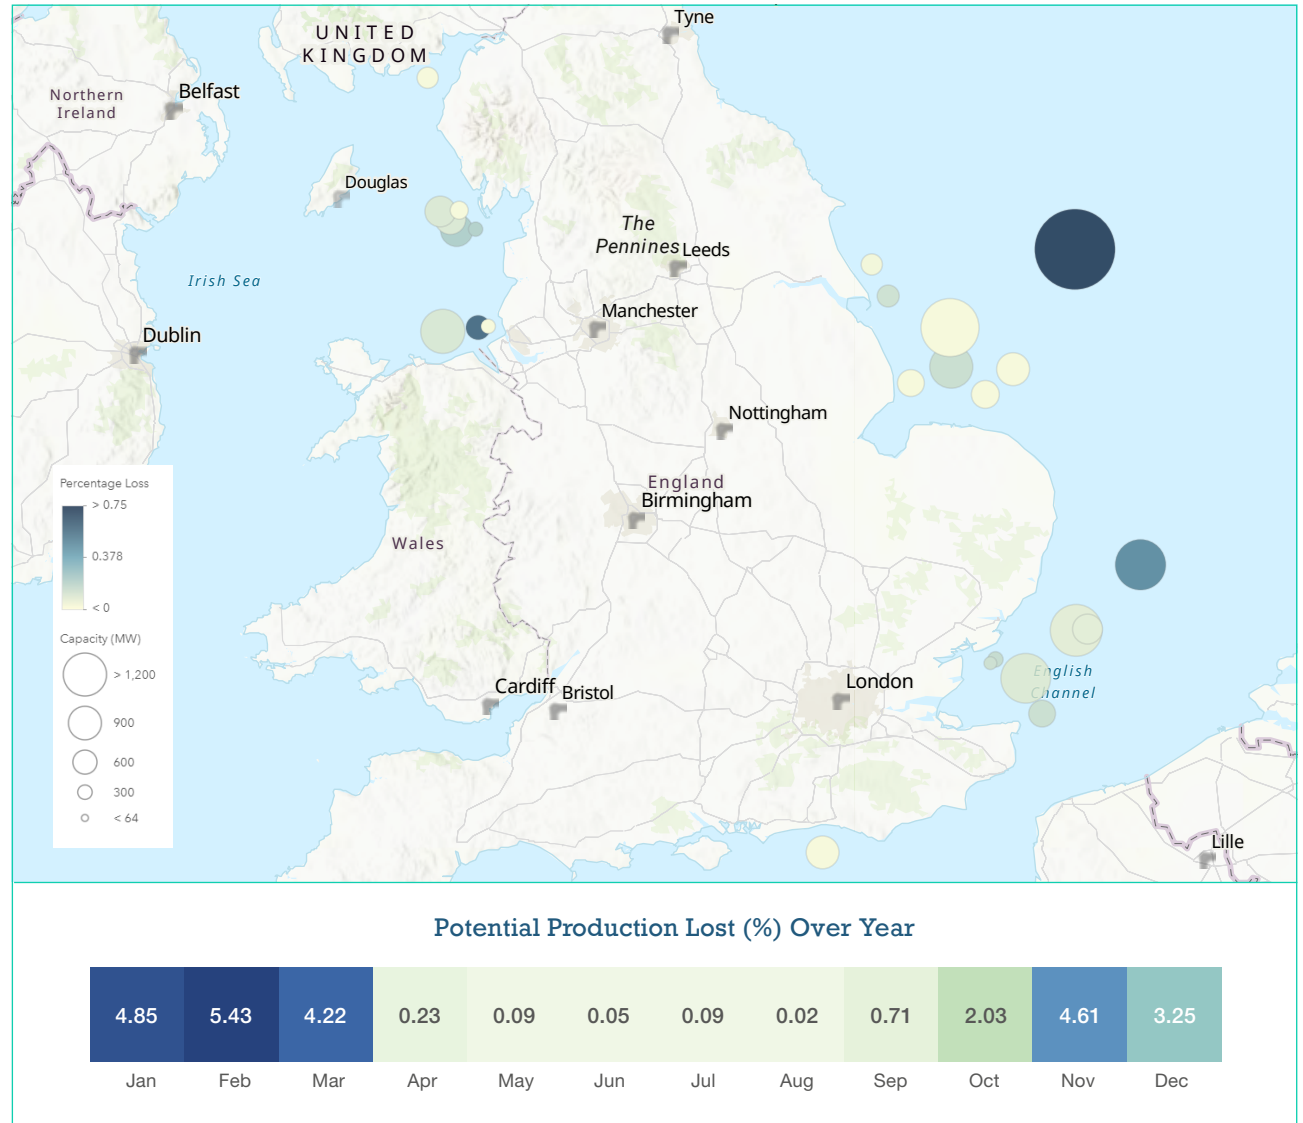 Tyne
UNITED
KINGDOM
Belfast
Northern
Ireland
Douglas
The
Pennines
Leeds
Irish Sea
Manchester
Dublin
Nottingham
England
Birmingham
Wales
Percentage Loss
> 0.75
0.378
< 0
Capacity (MW)
> 1,200
900
600
300
< 64
English
Channel
London
Cardiff
Bristol
Lille
Potential Production Lost (%) Over Year
4.85 5.43 4.22 0.23 0.09 0.05 0.09 0.02 0.71 2.03 4.61 3.25
Jan Feb Mar Apr May Jun Jul Aug Sep Oct Nov Dec